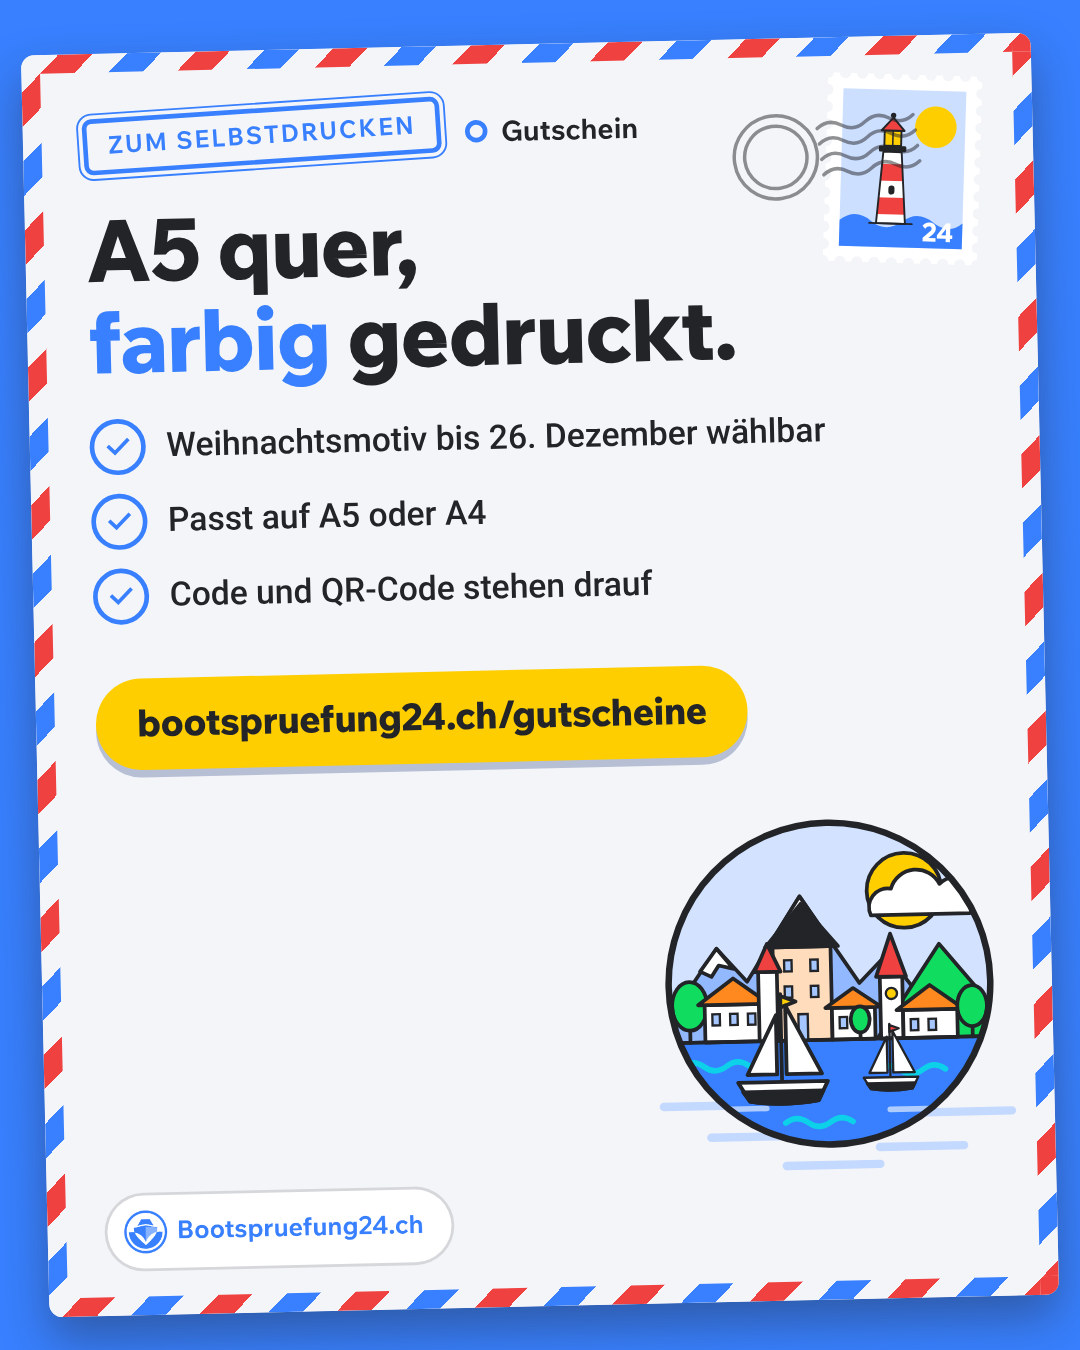 ZUM SELBSTDRUCKEN
Gutschein
24
A5 quer,
farbig gedruckt.
Weihnachtsmotiv bis 26. Dezember wählbar
Passt auf A5 oder A4
Code und QR-Code stehen drauf
bootspruefung24.ch/gutscheine
Bootspruefung24.ch